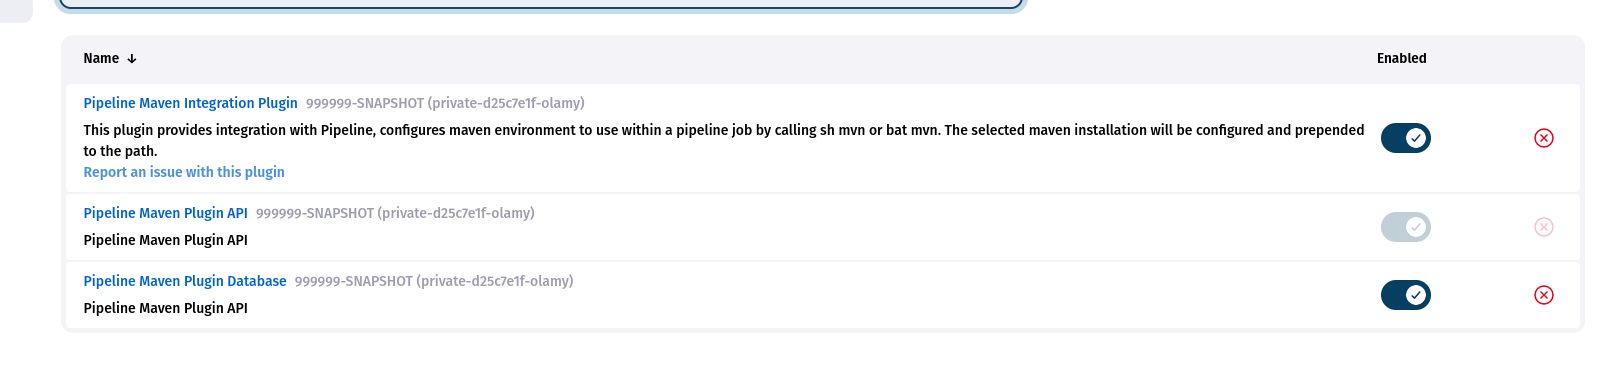 Name ↓ Enabled
Pipeline Maven Integration Plugin 999999-SNAPSHOT (private-d25c7e1f-olamy)
This plugin provides integration with Pipeline, configures maven environment to use within a pipeline job by calling sh mvn or bat mvn. The selected maven installation will be configured and prepended
to the path.
Report an issue with this plugin
Pipeline Maven Plugin API 999999-SNAPSHOT (private-d25c7e1f-olamy)
Pipeline Maven Plugin API
Pipeline Maven Plugin Database 999999-SNAPSHOT (private-d25c7e1f-olamy)
Pipeline Maven Plugin API